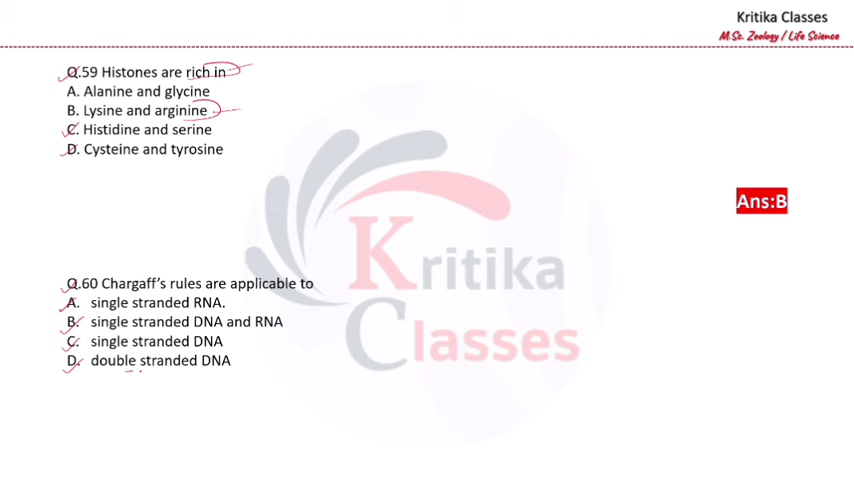 Kritika Classes
M.Sc. Zoology / Life Science
Q.59 Histones are rich in
A. Alanine and glycine
B. Lysine and arginine
C. Histidine and serine
D. Cysteine and tyrosine
Ans:B
Q.60 Chargaff’s rules are applicable to
A. single stranded RNA.
B. single stranded DNA and RNA
C. single stranded DNA
D. double stranded DNA
Kritika
Classes